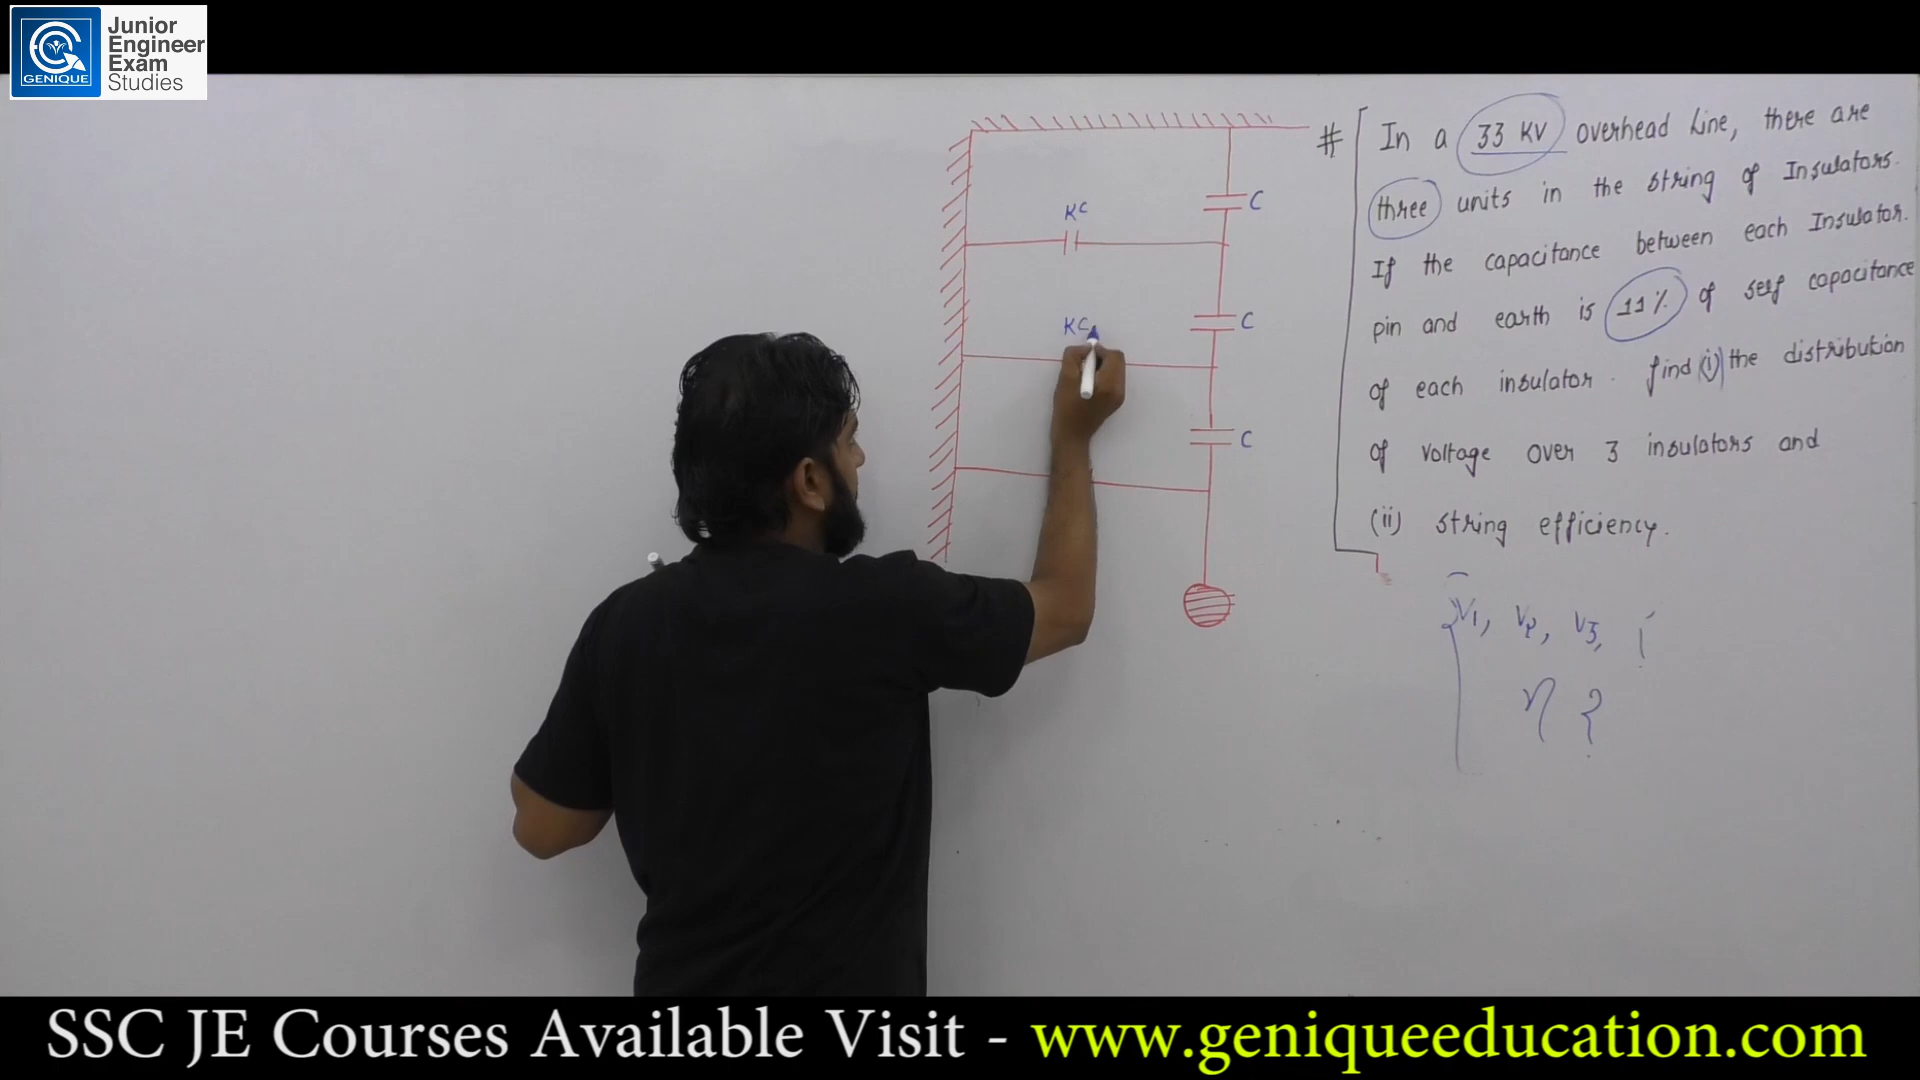 Junior
Engineer
Exam
Studies
GENIQUE
# In a 33 KV overhead Line, there are
three units in the string of Insulators.
If the capacitance between each Insulator.
pin and earth is 11% of self capacitance
of each insulator. find (i) the distribution
of voltage over 3 insulators and
(ii) string efficiency.
C
KC
C
KC
C
V1, V2, V3,
η ?
SSC JE Courses Available Visit - www.geniqueeducation.com